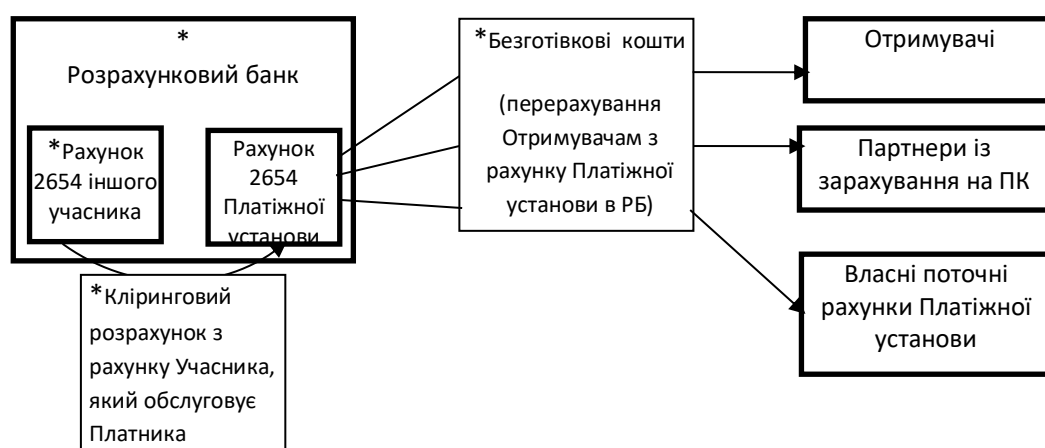 *
Розрахунковий банк
*Рахунок
2654 іншого
учасника
Рахунок
2654
Платіжної
установи
*Кліринговий
розрахунок з
рахунку Учасника,
який обслуговує
Платника
*Безготівкові кошти
(перерахування
Отримувачам з
рахунку Платіжної
установи в РБ)
Отримувачі
Партнери із
зарахування на ПК
Власні поточні
рахунки Платіжної
установи